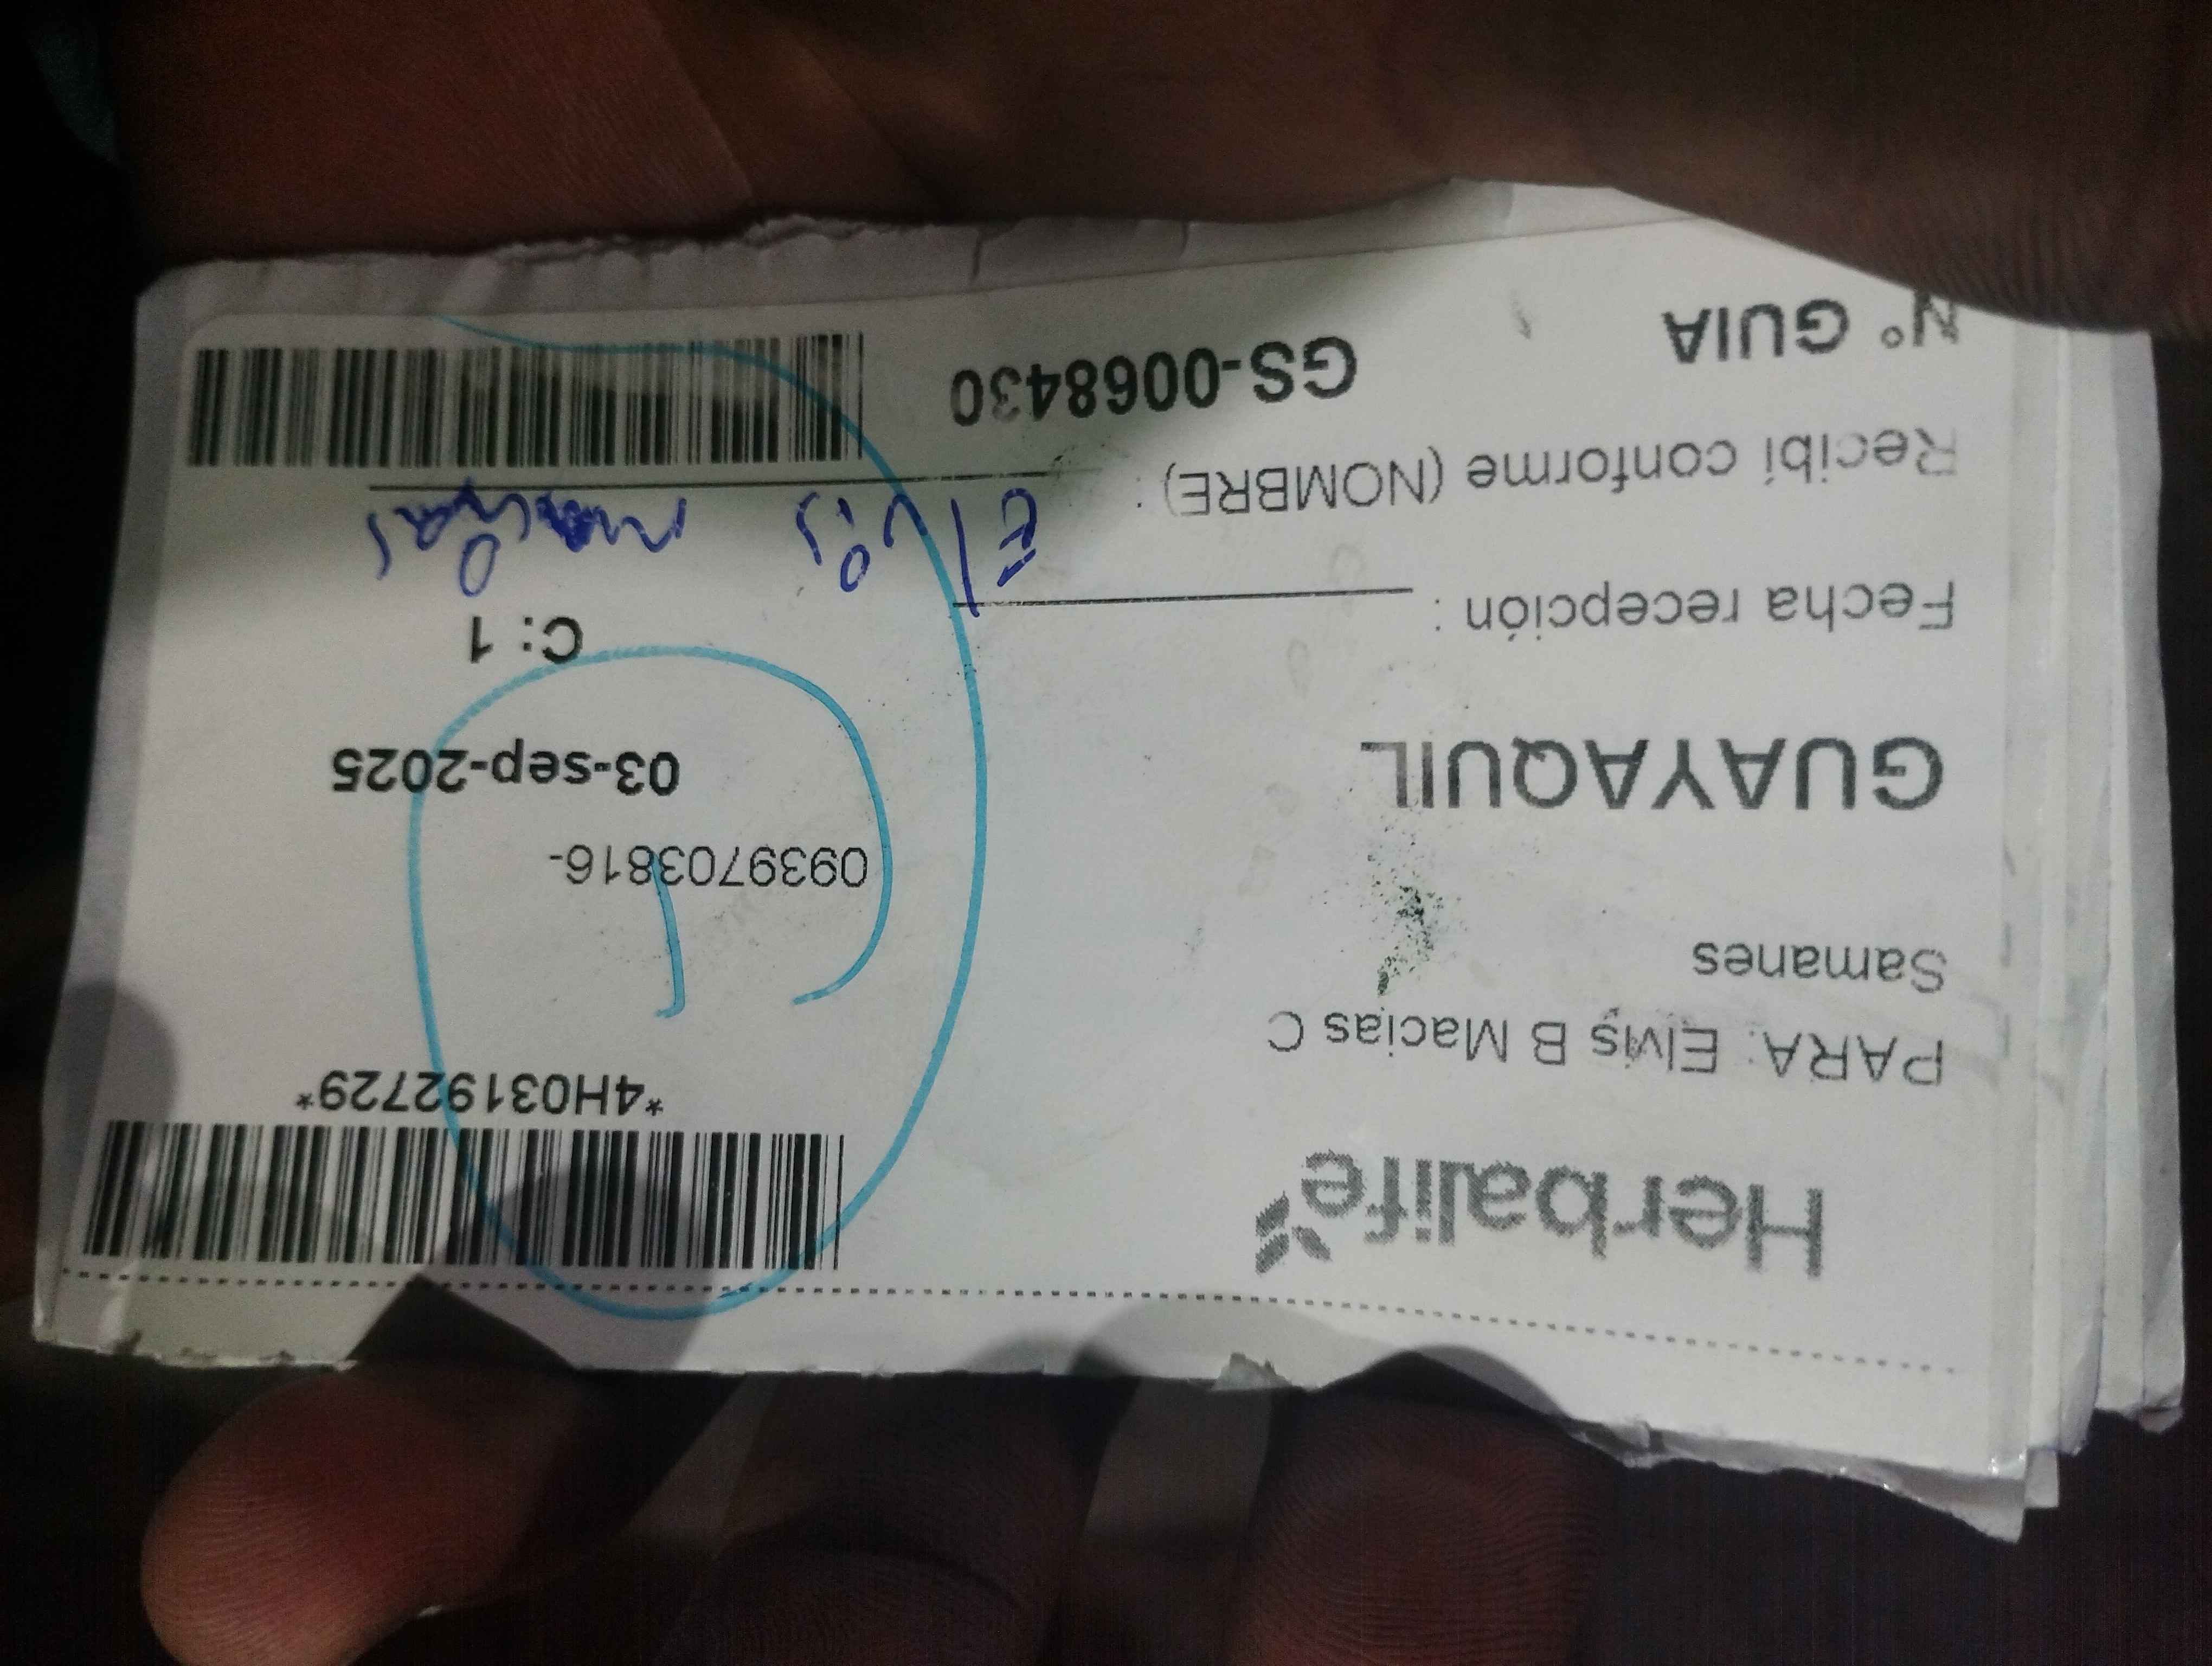 Herbalife
*4H03192729*
PARA: Elvis B Macias C
Samanes
0939703816-
GUAYAQUIL
03-sep-2025
Fecha recepción :
C: 1
Recibí conforme (NOMBRE) : Elvis macias
N° GUIA GS-0068430